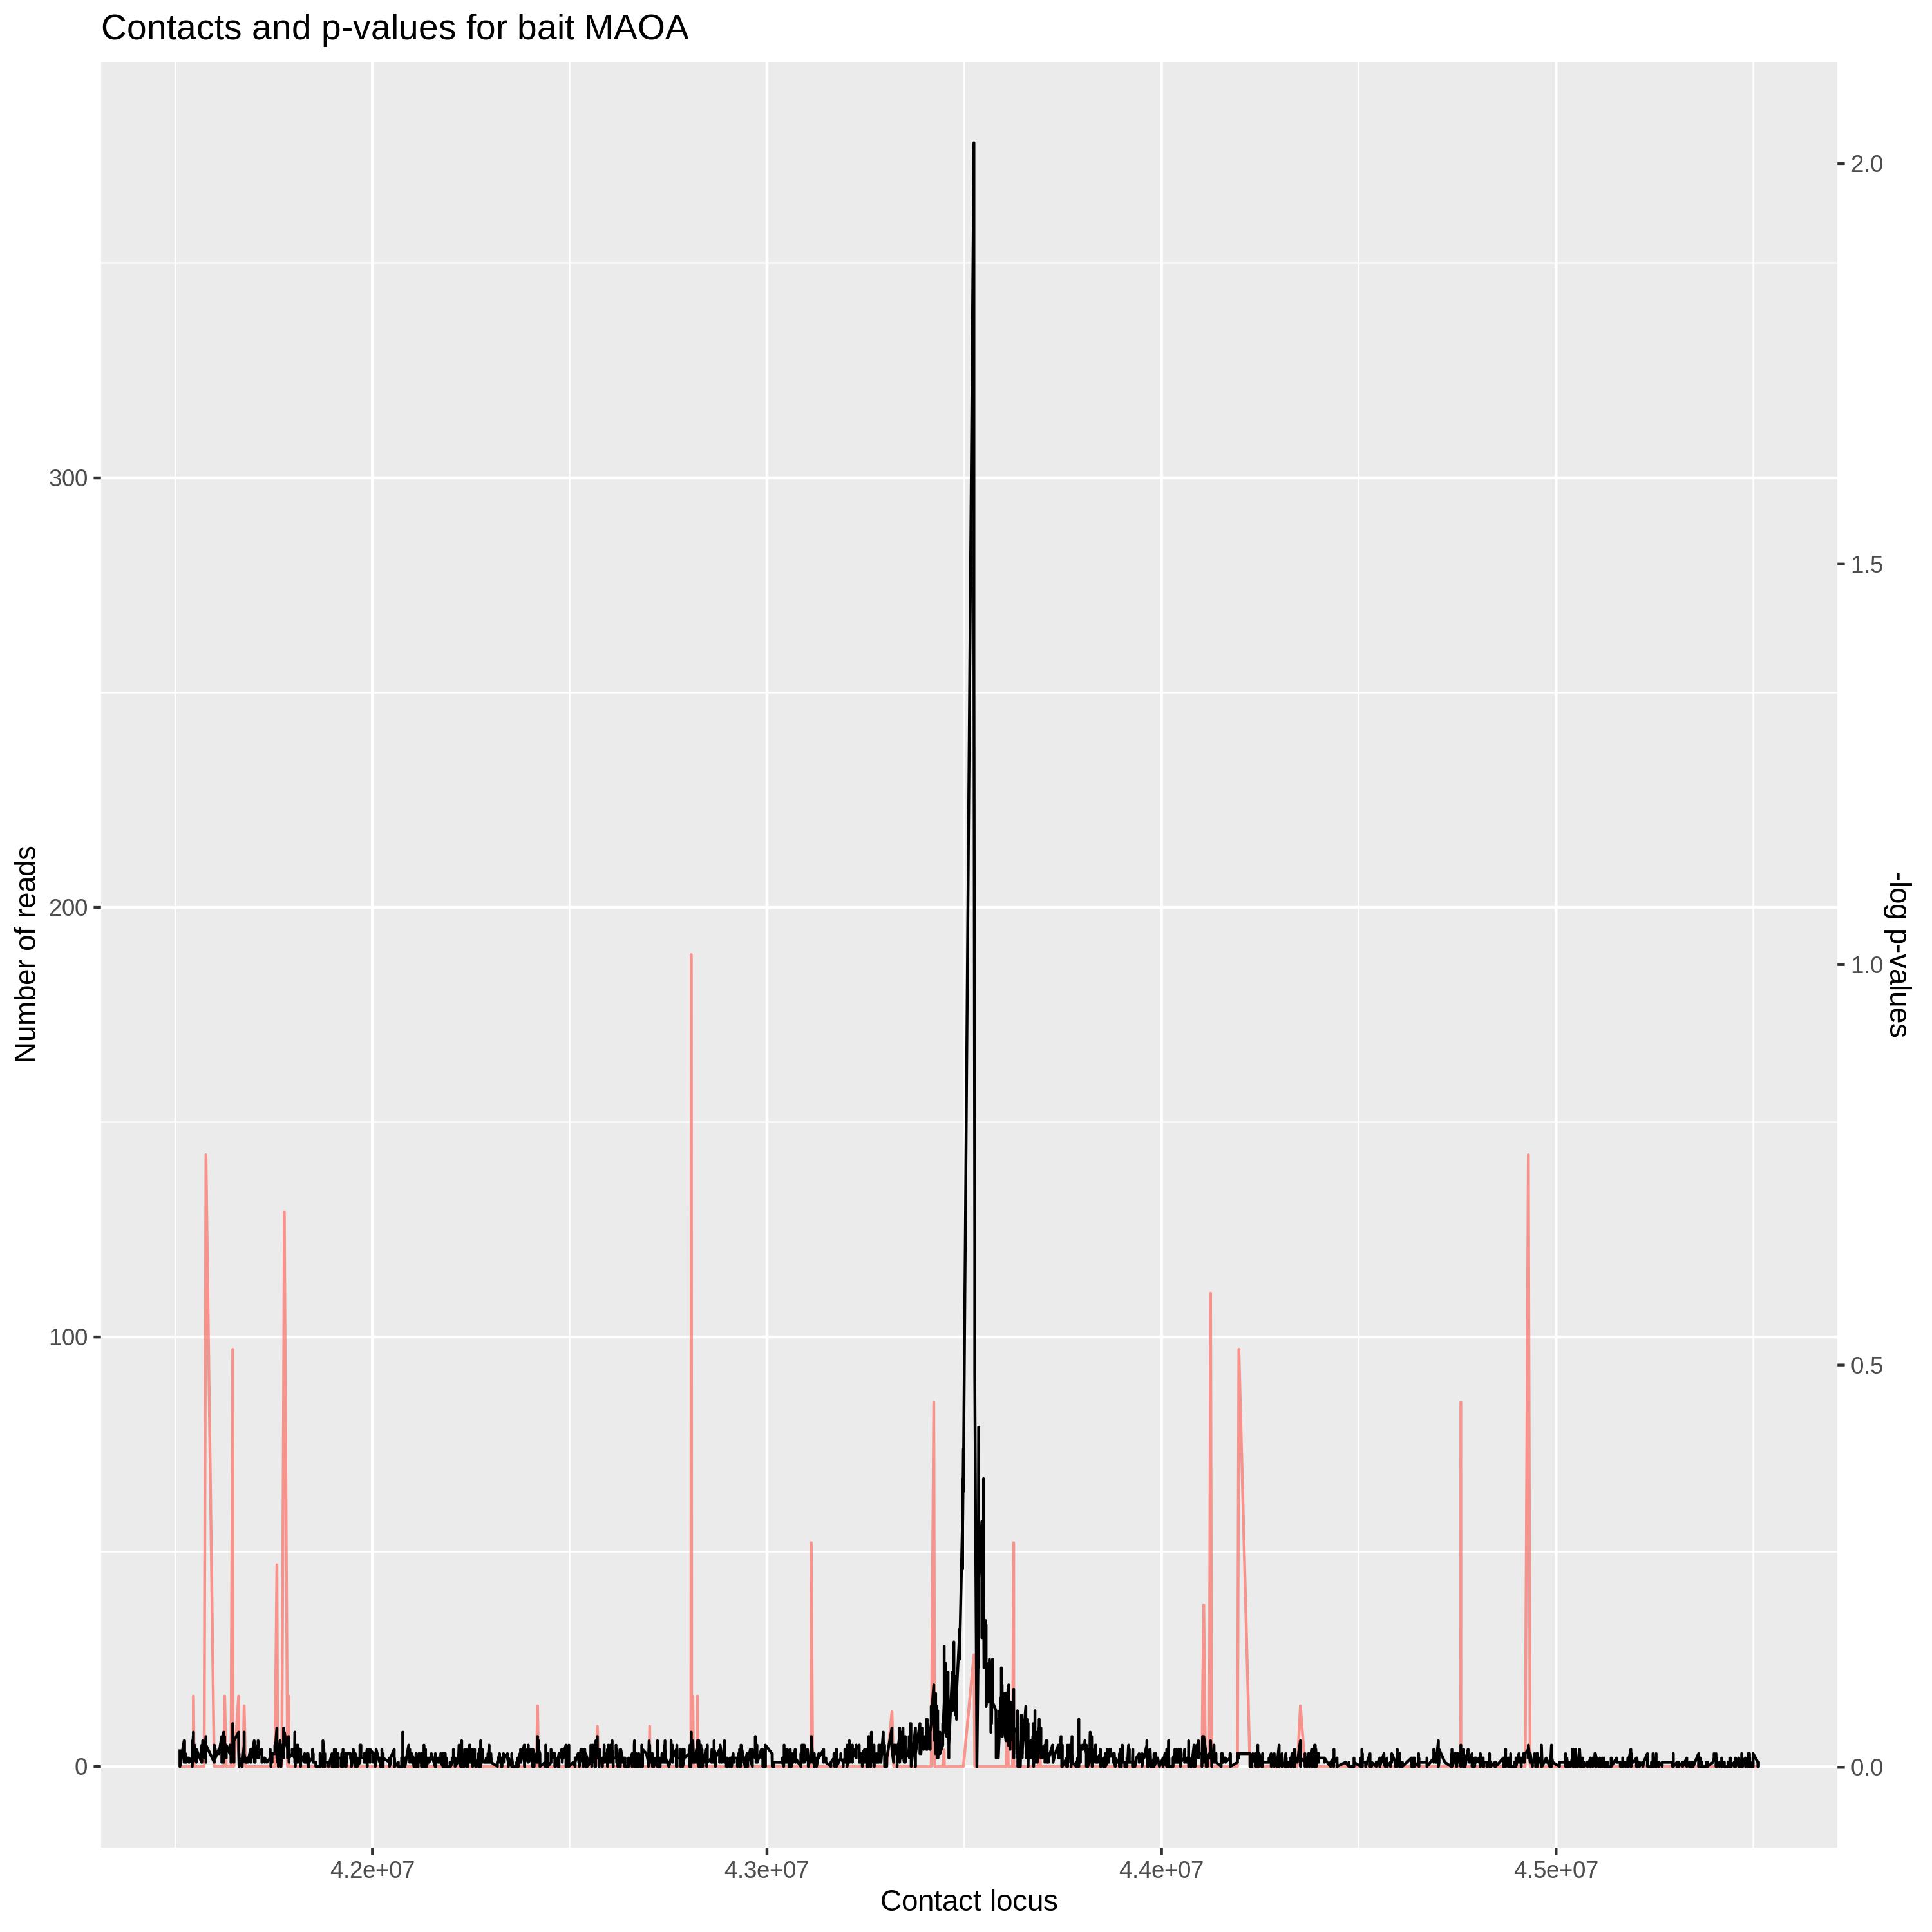 Contacts and p-values for bait MAOA
Number of reads
300
200
100
0
2.0
1.5
1.0
0.5
0.0
-log p-values
4.2e+07
4.3e+07
4.4e+07
4.5e+07
Contact locus